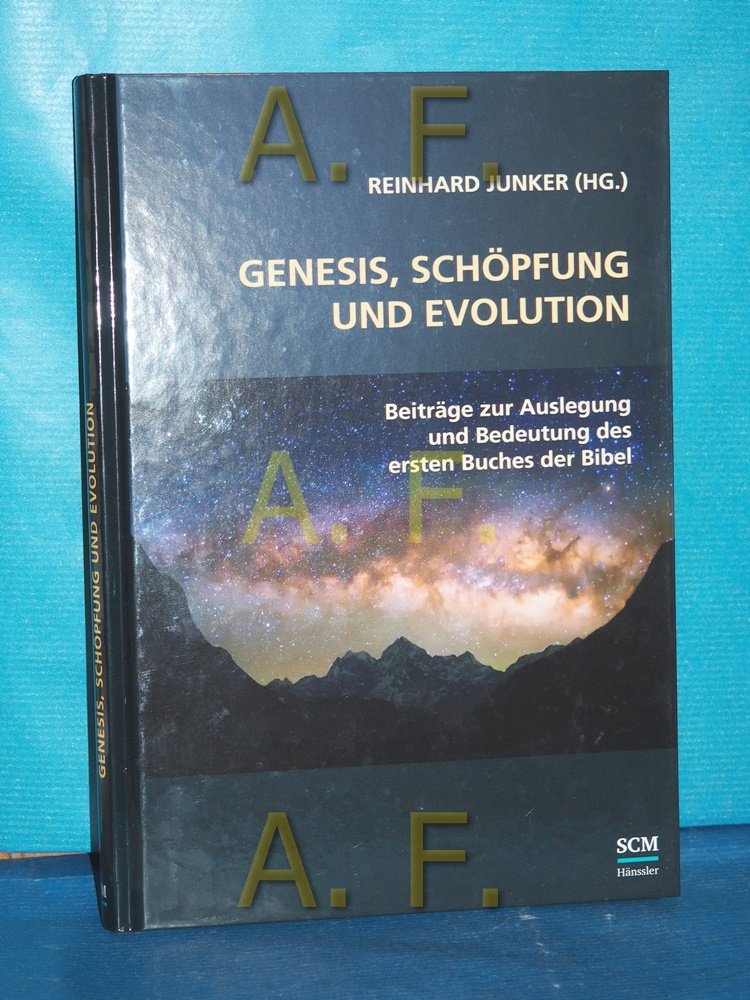 A. F.
REINHARD JUNKER (HG.)
GENESIS, SCHÖPFUNG
UND EVOLUTION
Beiträge zur Auslegung
und Bedeutung des
ersten Buches der Bibel
A. F.
GENESIS, SCHÖPFUNG UND EVOLUTION
A. F.
SCM
Hänssler